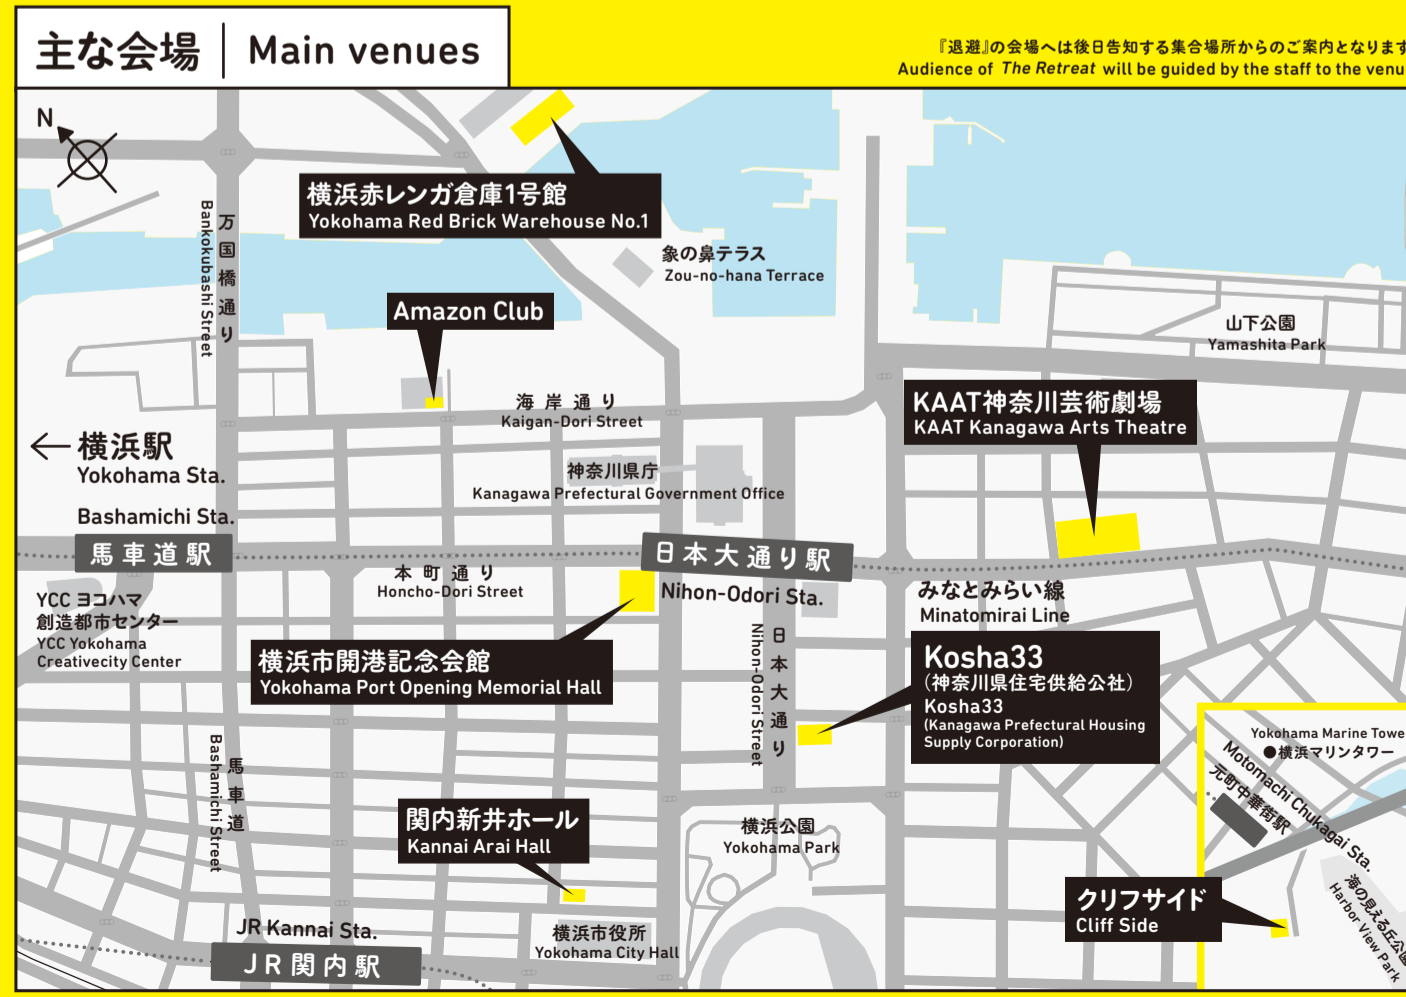 主な会場 | Main venues
『退避』の会場へは後日告知する集合場所からのご案内となります
Audience of The Retreat will be guided by the staff to the venu
N
横浜赤レンガ倉庫1号館
Yokohama Red Brick Warehouse No.1
万国橋通り
Bankokubashi Street
象の鼻テラス
Zou-no-hana Terrace
Amazon Club
山下公園
Yamashita Park
海岸通り
Kaigan-Dori Street
KAAT神奈川芸術劇場
KAAT Kanagawa Arts Theatre
横浜駅
Yokohama Sta.
神奈川県庁
Kanagawa Prefectural Government Office
Bashamichi Sta.
馬車道駅
日本大通り駅
Nihon-Odori Sta.
本町通り
Honcho-Dori Street
みなとみらい線
Minatomirai Line
YCC ヨコハマ
創造都市センター
YCC Yokohama
Creativecity Center
横浜市開港記念会館
Yokohama Port Opening Memorial Hall
日本大通り
Nihon-Odori Street
Kosha33
(神奈川県住宅供給公社)
Kosha33
(Kanagawa Prefectural Housing
Supply Corporation)
馬車道
Bashamichi Street
Yokohama Marine Towe
●横浜マリンタワー
Motomachi Chukagai Sta.
元町中華街駅
関内新井ホール
Kannai Arai Hall
横浜公園
Yokohama Park
クリフサイド
Cliff Side
海の見える丘公園
Harbor View Park
JR Kannai Sta.
JR関内駅
横浜市役所
Yokohama City Hall